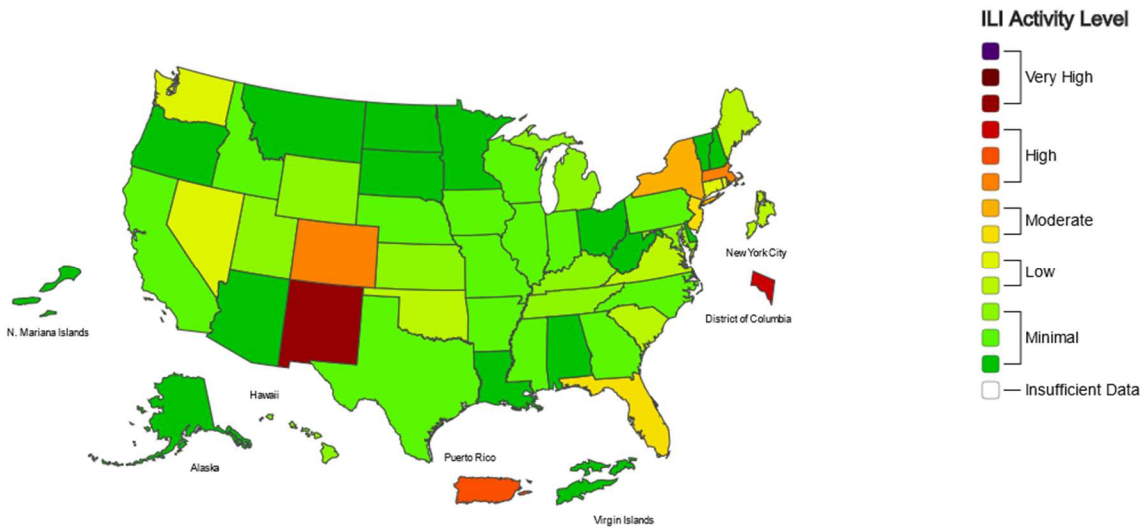 ILI Activity Level
Very High
High
Moderate
Low
Minimal
Insufficient Data
New York City
District of Columbia
N. Mariana Islands
Hawaii
Alaska
Puerto Rico
Virgin Islands